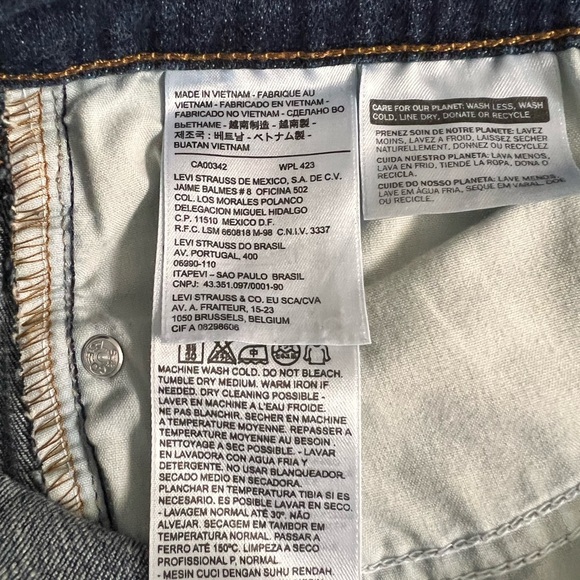 MADE IN VIETNAM - FABRIQUE AU
VIETNAM - FABRICADO EN VIETNAM -
FABRICADO NO VIETNAM - СДЕЛАНО ВО
ВЬЕТНАМЕ - 越南制造 - 越南製 -
제조국: 베트남 - ベトナム製 -
BUATAN VIETNAM
CA00342 WPL 423
LEVI STRAUSS DE MEXICO, S.A. DE C.V.
JAIME BALMES # 8 OFICINA 502
COL. LOS MORALES POLANCO
DELEGACION MIGUEL HIDALGO
C.P. 11510 MEXICO D.F.
R.F.C. LSM 860818 M-98 C.N.I.V. 3337
LEVI STRAUSS DO BRASIL
AV. PORTUGAL, 400
06990-110
ITAPEVI – SAO PAULO BRASIL
CNPJ: 43.351.097/0001-90
LEVI STRAUSS & CO. EU SCA/CVA
AV. A. FRAITEUR, 15-23
1050 BRUSSELS, BELGIUM
CIF A 08298606
MACHINE WASH COLD. DO NOT BLEACH.
TUMBLE DRY MEDIUM. WARM IRON IF
NEEDED. DRY CLEANING POSSIBLE -
LAVER EN MACHINE A L'EAU FROIDE.
NE PAS BLANCHIR. SECHER EN MACHINE
A TEMPERATURE MOYENNE. REPASSER A
TEMPERATURE MOYENNE AU BESOIN .
NETTOYAGE A SEC POSSIBLE. - LAVAR
EN LAVADORA CON AGUA FRIA Y
DETERGENTE. NO USAR BLANQUEADOR.
SECADO MEDIO EN SECADORA.
PLANCHAR EN TEMPERATURA TIBIA SI ES
NECESARIO. ES POSIBLE LAVAR EN SECO.
- LAVAGEM NORMAL ATÉ 30º. NÃO
ALVEJAR. SECAGEM EM TAMBOR EM
TEMPERATURA NORMAL. PASSAR A
FERRO ATÉ 150ºC. LIMPEZA A SECO
PROFISSIONAL P, NORMAL
- MESIN CUCI DENGAN SUHU RENDAH.
CARE FOR OUR PLANET: WASH LESS, WASH
COLD, LINE DRY, DONATE OR RECYCLE
PRENEZ SOIN DE NOTRE PLANETE: LAVEZ
MOINS, LAVEZ A FROID, LAISSEZ SECHER
NATURELLEMENT, DONNEZ OU RECYCLEZ
CUIDA NUESTRO PLANETA: LAVA MENOS,
LAVA EN FRIO, TIENDE LA ROPA, DONA O
RECICLA.
CUIDE DO NOSSO PLANETA: LAVE MENOS,
LAVE EM AGUA FRIA, SEQUE EM VARAL, DOE
OU RECICLE.